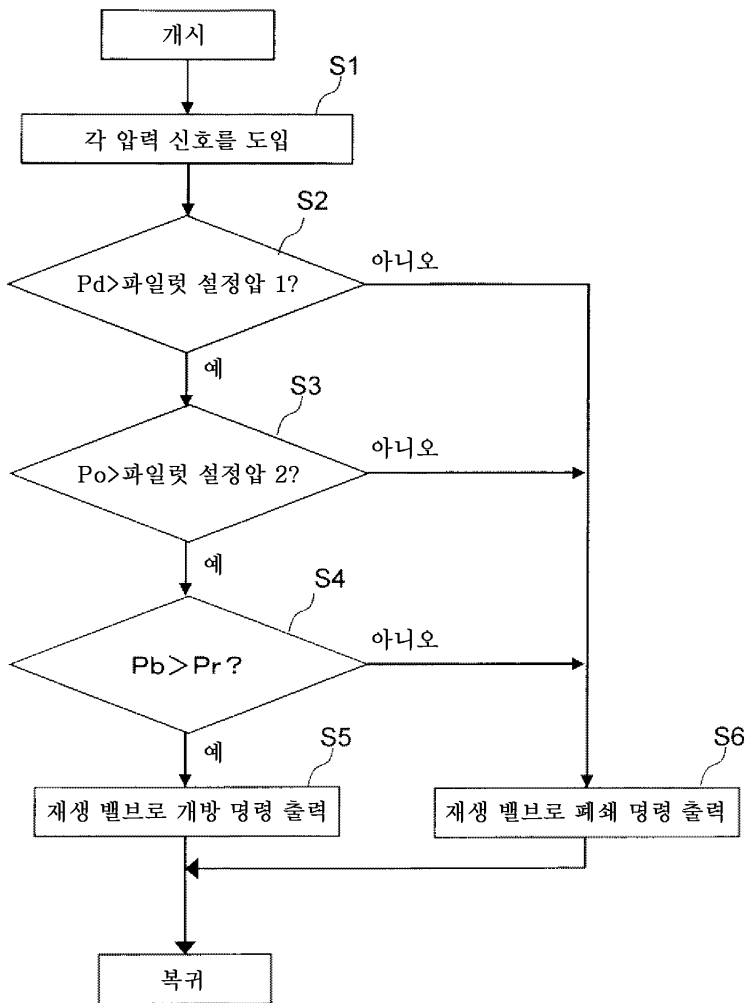 개시
S1
각 압력 신호를 도입
S2
Pd>파일럿 설정압 1?
아니오
예
S3
Po>파일럿 설정압 2?
아니오
예
S4
Pb>Pr?
아니오
예
S5
재생 밸브로 개방 명령 출력
S6
재생 밸브로 폐쇄 명령 출력
복귀